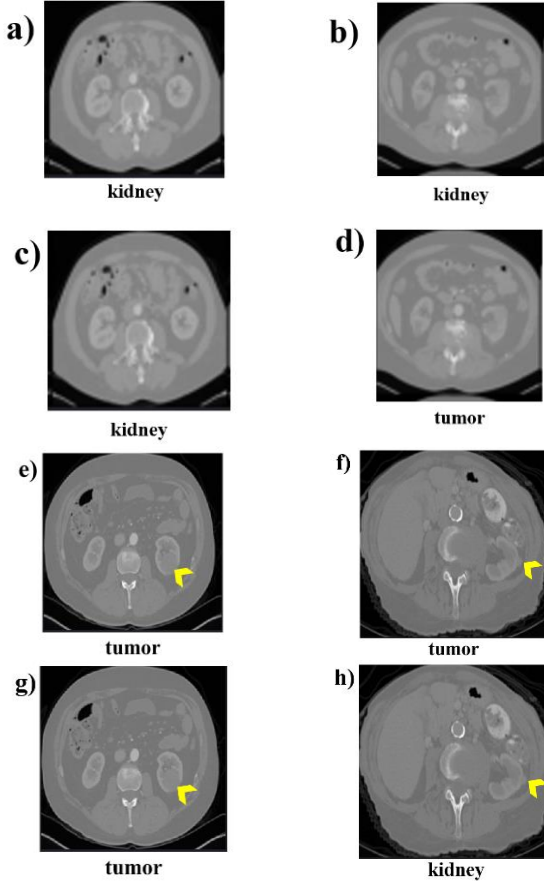 a)
b)
kidney
kidney
c)
d)
kidney
tumor
e)
f)
tumor
tumor
g)
h)
tumor
kidney